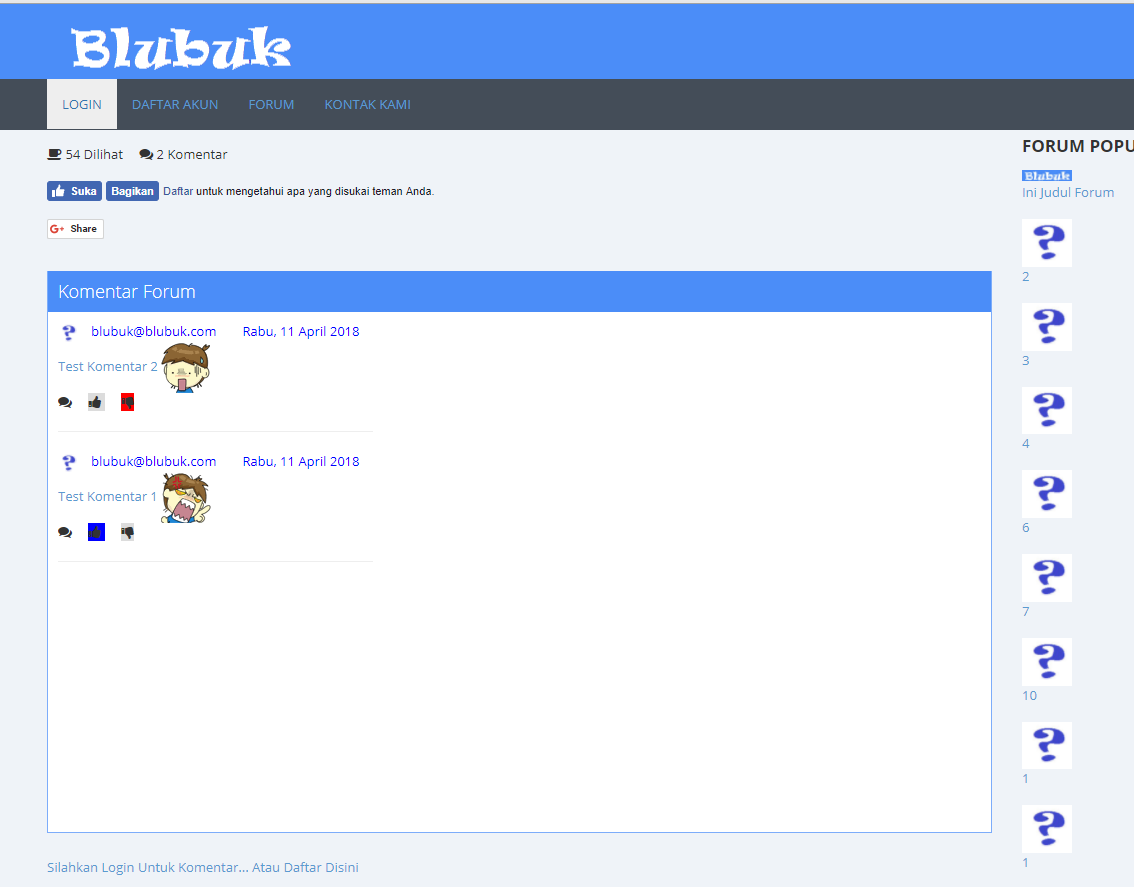 Blubuk
LOGIN DAFTAR AKUN FORUM KONTAK KAMI
54 Dilihat 2 Komentar
Suka Bagikan Daftar untuk mengetahui apa yang disukai teman Anda.
G+ Share
Komentar Forum
blubuk@blubuk.com Rabu, 11 April 2018
Test Komentar 2
blubuk@blubuk.com Rabu, 11 April 2018
Test Komentar 1
Silahkan Login Untuk Komentar... Atau Daftar Disini
FORUM POPU
Blubuk
Ini Judul Forum
?
2
?
3
?
4
?
6
?
7
?
10
?
1
?
1